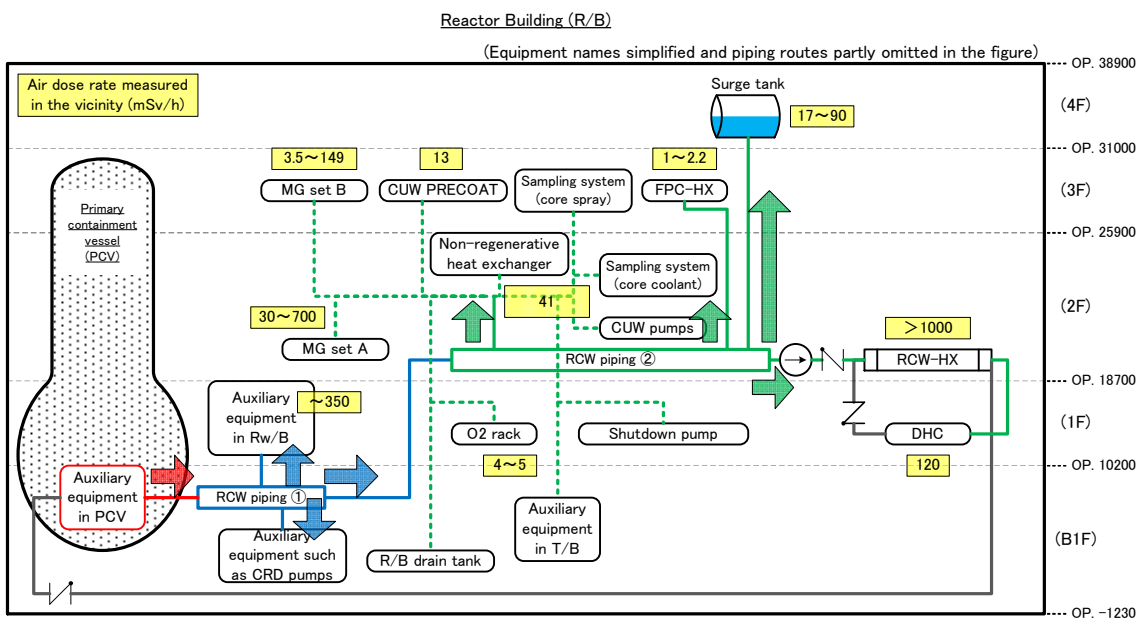 Reactor Building (R/B)
(Equipment names simplified and piping routes partly omitted in the figure)
OP. 38900
Air dose rate measured
in the vicinity (mSv/h)
Surge tank
17～90
(4F)
OP. 31000
3.5～149
13
1～2.2
MG set B
CUW PRECOAT
Sampling system
(core spray)
FPC-HX
(3F)
Primary
containment
vessel
(PCV)
OP. 25900
Non-regenerative
heat exchanger
Sampling system
(core coolant)
41
(2F)
30～700
CUW pumps
＞1000
MG set A
RCW piping ②
RCW-HX
OP. 18700
Auxiliary
equipment
in Rw/B
～350
O2 rack
Shutdown pump
DHC
(1F)
4～5
120
OP. 10200
Auxiliary
equipment
in PCV
RCW piping ①
Auxiliary
equipment such
as CRD pumps
R/B drain tank
Auxiliary
equipment
in T/B
(B1F)
OP. -1230